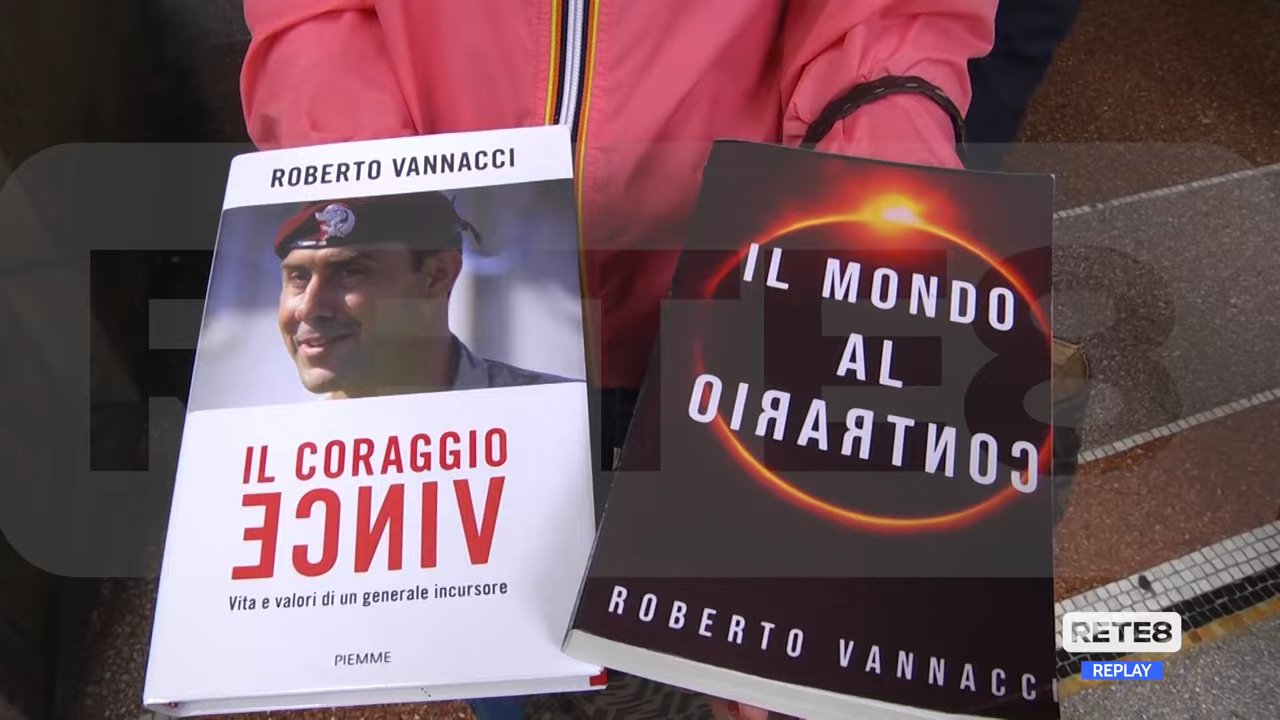 ROBERTO VANNACCI
IL CORAGGIO
VINCE
Vita e valori di un generale incursore
PIEMME
IL MONDO
AL
CONTRARIO
ROBERTO VANNACCI
RETE8
RETE8
REPLAY